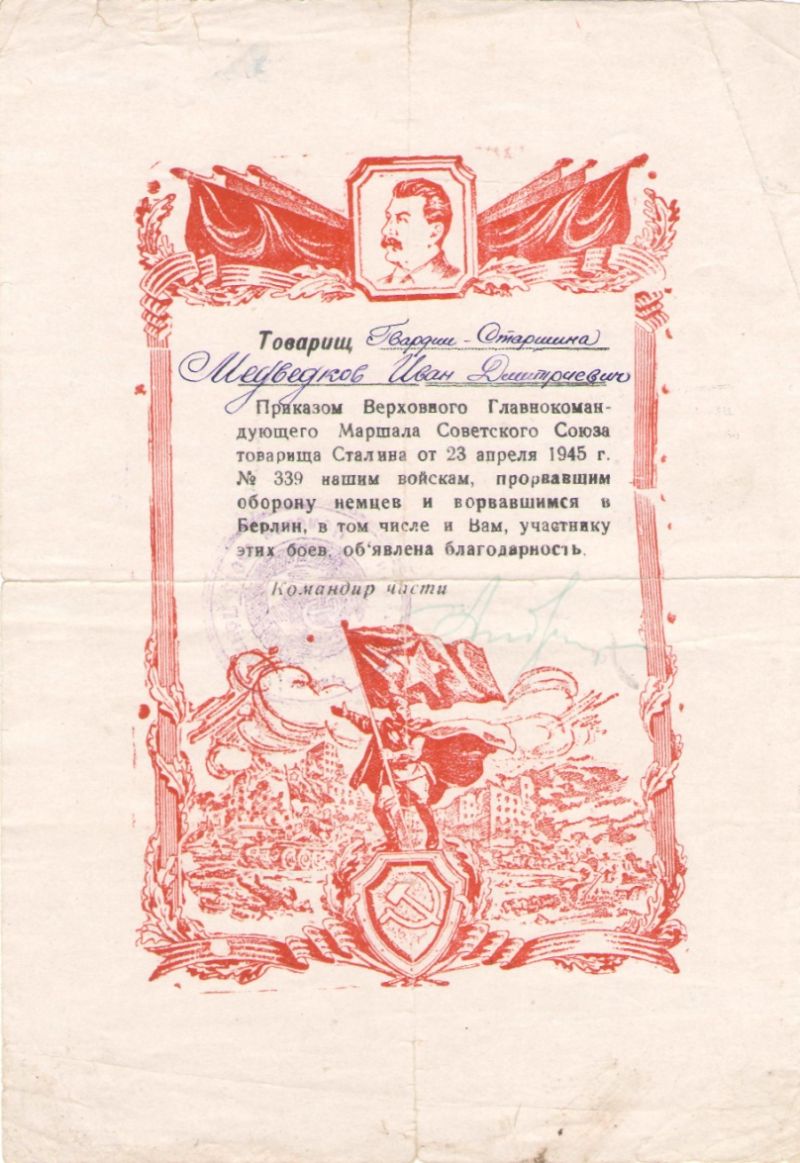 Товарищ Гвардии-Старшина
Медведков Иван Дмитриевич
Приказом Верховного Главнокоман-
дующего Маршала Советского Союза
товарища Сталина от 23 апреля 1945 г.
№ 339 нашим войскам, прорвавшим
оборону немцев и ворвавшимся в
Берлин, в том числе и Вам, участнику
этих боев, об'явлена благодарность.
Командир части